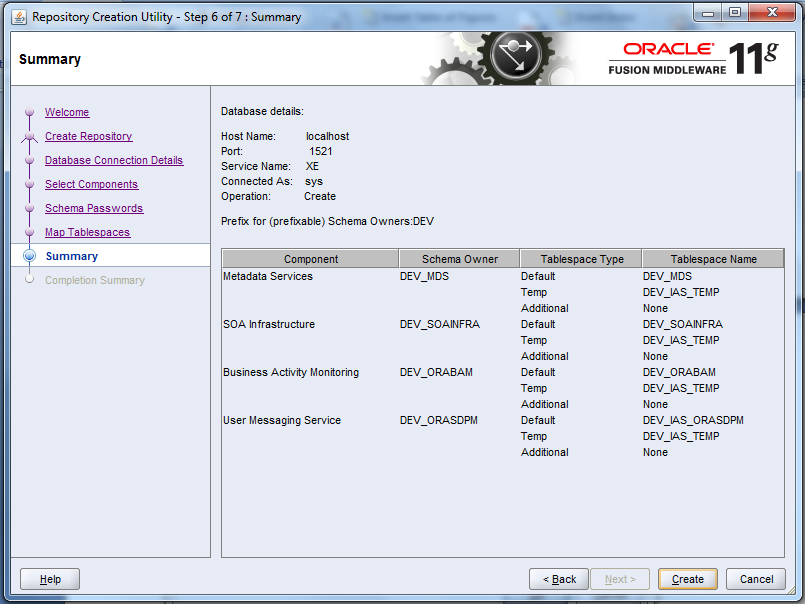 Repository Creation Utility - Step 6 of 7 : Summary
Summary
ORACLE
FUSION MIDDLEWARE 11g
Welcome
Create Repository
Database Connection Details
Select Components
Schema Passwords
Map Tablespaces
Summary
Completion Summary
Database details:
Host Name: localhost
Port: 1521
Service Name: XE
Connected As: sys
Operation: Create
Prefix for (prefixable) Schema Owners:DEV
Component Schema Owner Tablespace Type Tablespace Name
Metadata Services DEV_MDS Default DEV_MDS
Temp DEV_IAS_TEMP
Additional None
SOA Infrastructure DEV_SOAINFRA Default DEV_SOAINFRA
Temp DEV_IAS_TEMP
Additional None
Business Activity Monitoring DEV_ORABAM Default DEV_ORABAM
Temp DEV_IAS_TEMP
Additional None
User Messaging Service DEV_ORASDPM Default DEV_IAS_ORASDPM
Temp DEV_IAS_TEMP
Additional None
Help < Back Next > Create Cancel